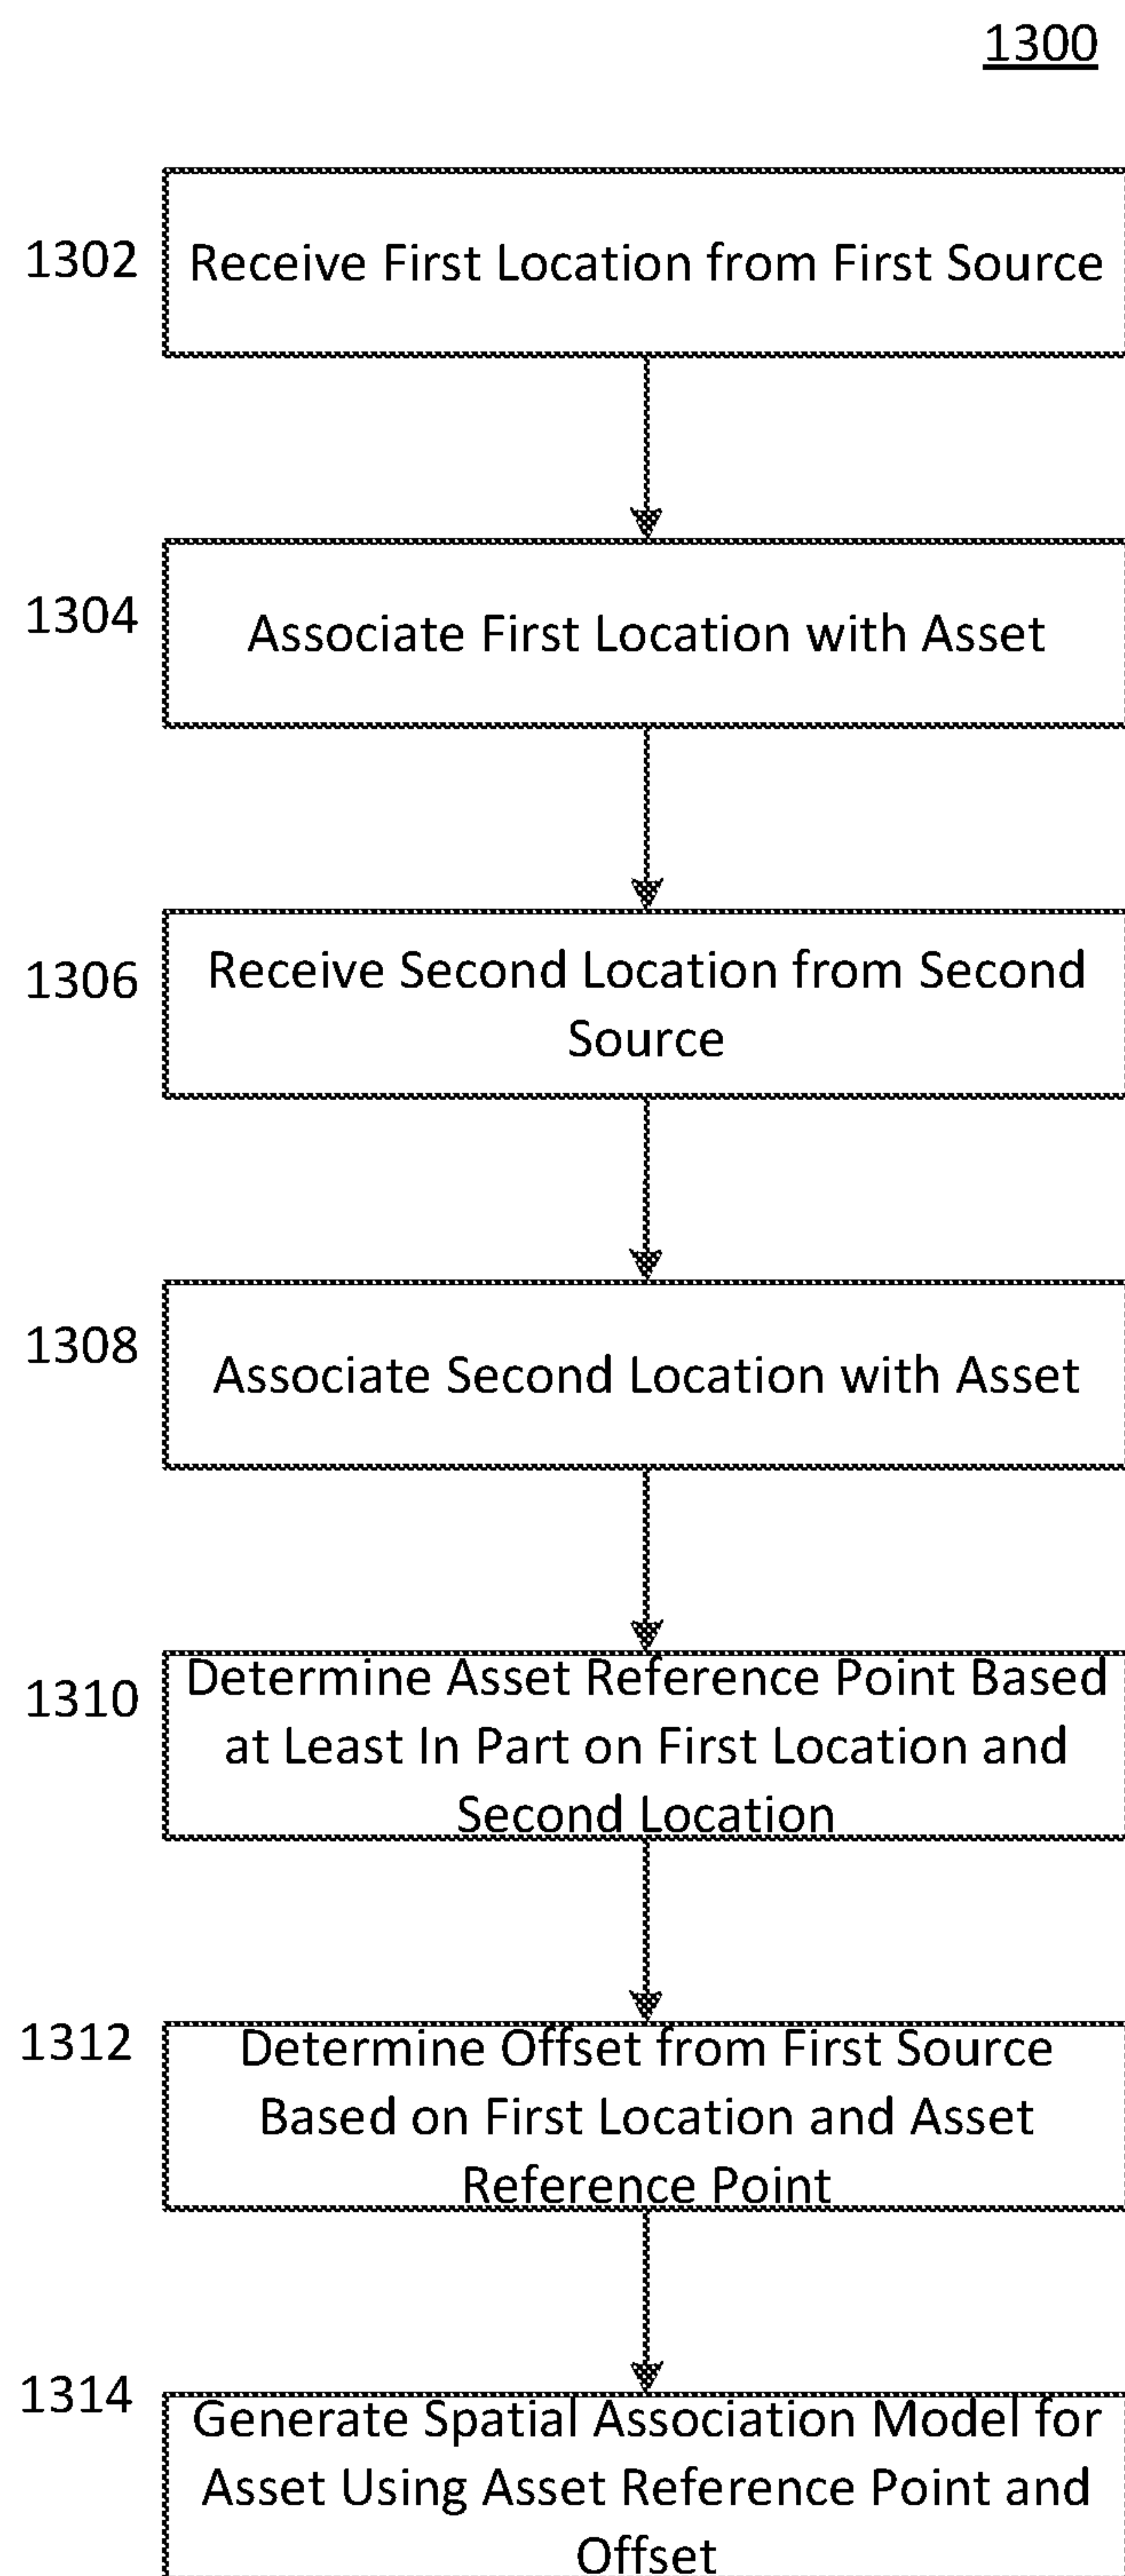 1300
1302
Receive First Location from First Source
1304
Associate First Location with Asset
1306
Receive Second Location from Second
Source
1308
Associate Second Location with Asset
1310
Determine Asset Reference Point Based
at Least In Part on First Location and
Second Location
1312
Determine Offset from First Source
Based on First Location and Asset
Reference Point
1314
Generate Spatial Association Model for
Asset Using Asset Reference Point and
Offset